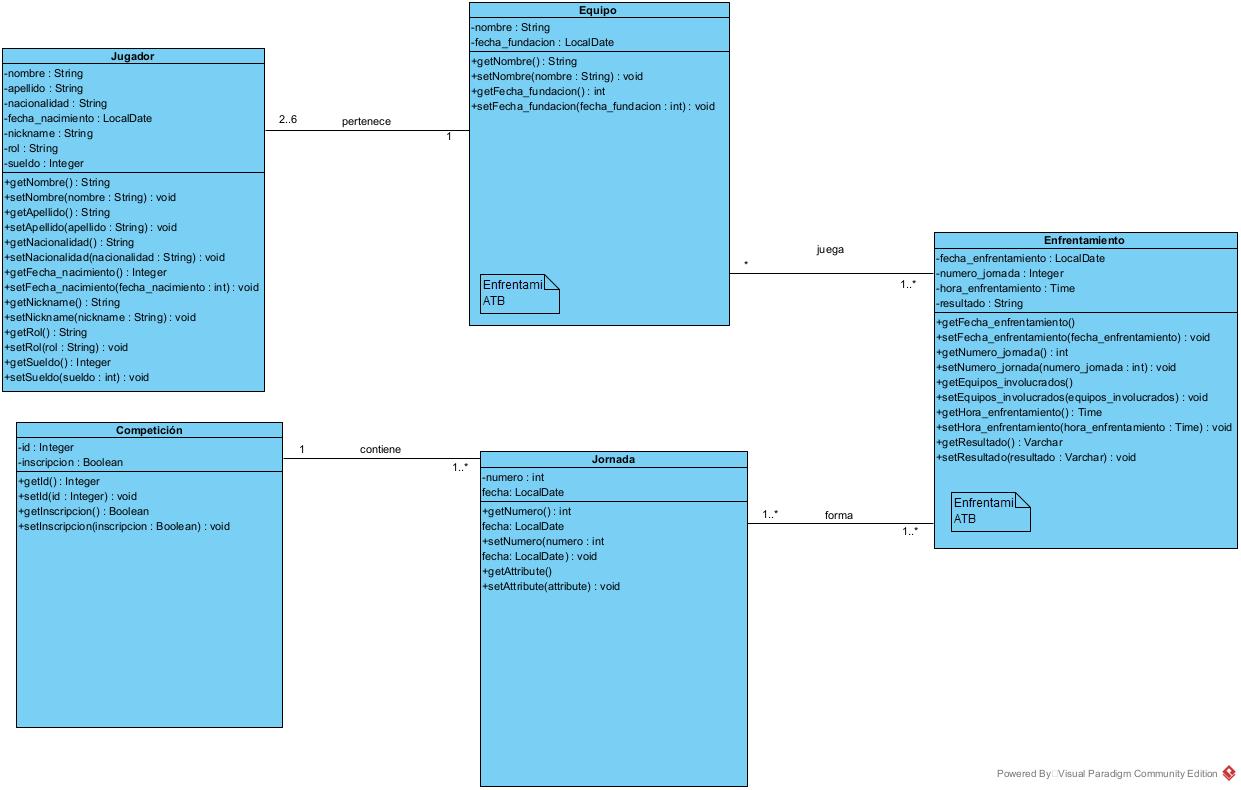 Equipo
-nombre : String
-fecha_fundacion : LocalDate
+getNombre() : String
+setNombre(nombre : String) : void
+getFecha_fundacion() : int
+setFecha_fundacion(fecha_fundacion : int) : void
Enfrentami
ATB
Jugador
-nombre : String
-apellido : String
-nacionalidad : String
-fecha_nacimiento : LocalDate
-nickname : String
-rol : String
-sueldo : Integer
+getNombre() : String
+setNombre(nombre : String) : void
+getApellido() : String
+setApellido(apellido : String) : void
+getNacionalidad() : String
+setNacionalidad(nacionalidad : String) : void
+getFecha_nacimiento() : Integer
+setFecha_nacimiento(fecha_nacimiento : int) : void
+getNickname() : String
+setNickname(nickname : String) : void
+getRol() : String
+setRol(rol : String) : void
+getSueldo() : Integer
+setSueldo(sueldo : int) : void
2..6
pertenece
1
juega
*
1..*
Enfrentamiento
-fecha_enfrentamiento : LocalDate
-numero_jornada : Integer
-hora_enfrentamiento : Time
-resultado : String
+getFecha_enfrentamiento()
+setFecha_enfrentamiento(fecha_enfrentamiento) : void
+getNumero_jornada() : int
+setNumero_jornada(numero_jornada : int) : void
+getEquipos_involucrados()
+setEquipos_involucrados(equipos_involucrados) : void
+getHora_enfrentamiento() : Time
+setHora_enfrentamiento(hora_enfrentamiento : Time) : void
+getResultado() : Varchar
+setResultado(resultado : Varchar) : void
Enfrentami
ATB
Competición
-id : Integer
-inscripcion : Boolean
+getId() : Integer
+setId(id : Integer) : void
+getInscripcion() : Boolean
+setInscripcion(inscripcion : Boolean) : void
1
contiene
1..*
Jornada
-numero : int
fecha: LocalDate
+getNumero() : int
fecha: LocalDate
+setNumero(numero : int
fecha: LocalDate) : void
+getAttribute()
+setAttribute(attribute) : void
1..*
forma
1..*
Powered By Visual Paradigm Community Edition